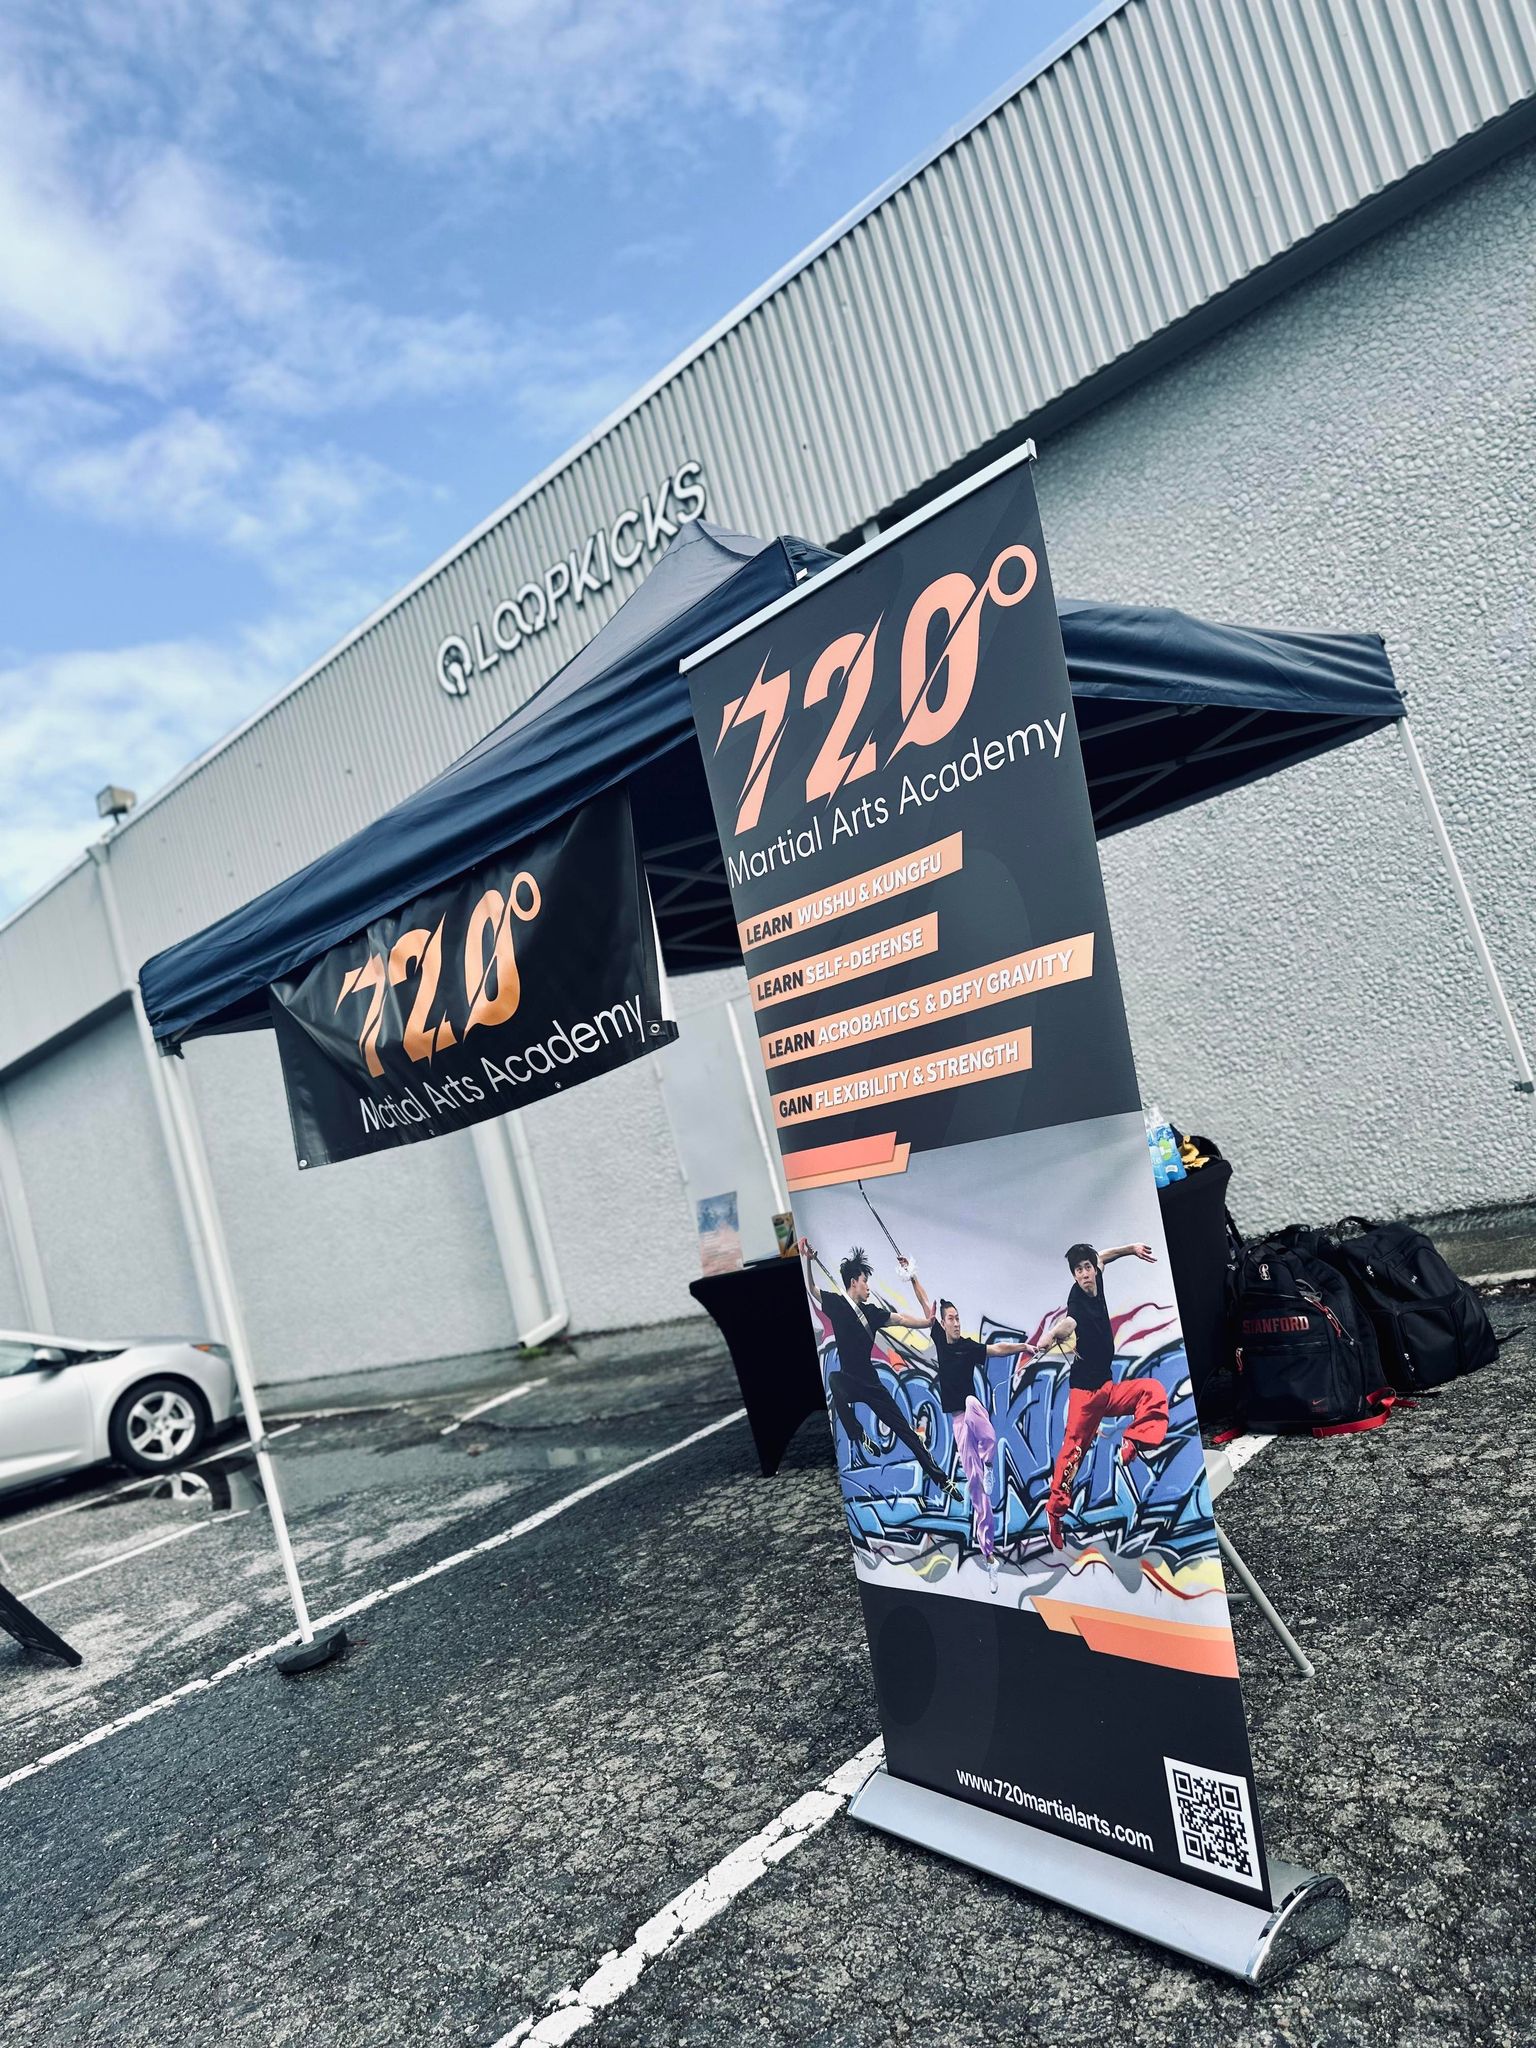 LOOPKICKS
720°
Martial Arts Academy
720°
Martial Arts Academy
LEARN WUSHU & KUNGFU
LEARN SELF-DEFENSE
LEARN ACROBATICS & DEFY GRAVITY
GAIN FLEXIBILITY & STRENGTH
STANFORD
www.720martialarts.com